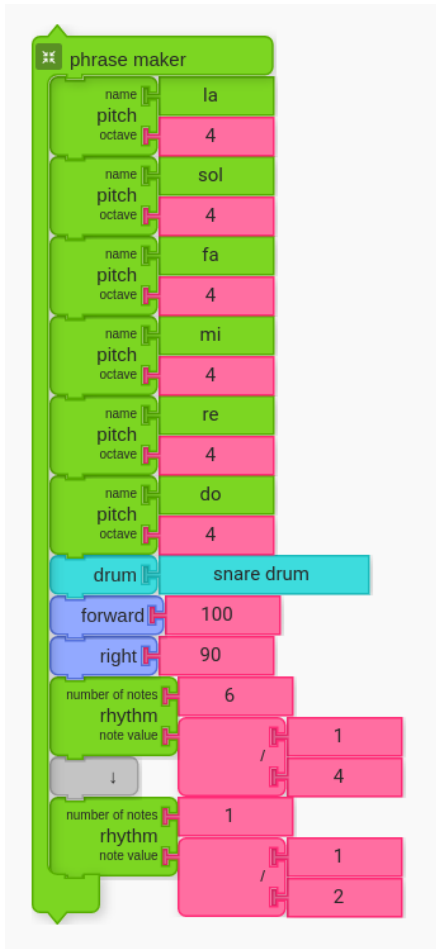 phrase maker
name la
pitch
octave 4
name sol
pitch
octave 4
name fa
pitch
octave 4
name mi
pitch
octave 4
name re
pitch
octave 4
name do
pitch
octave 4
drum snare drum
forward 100
right 90
number of notes 6
rhythm
note value / 1
4
↓
number of notes 1
rhythm
note value / 1
2